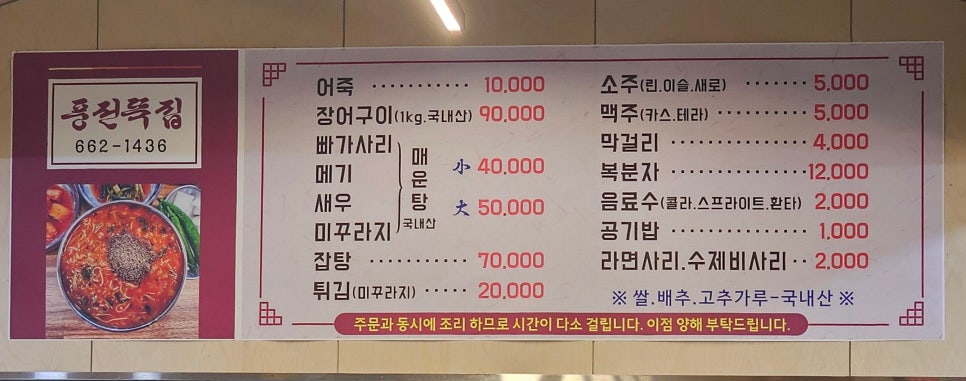 풍전뚝집
662-1436
어죽 ··········· 10,000
장어구이(1kg.국내산) 90,000
빠가사리
메기
새우
미꾸라지
매운탕
국내산
小 40,000
大 50,000
잡탕 ··········· 70,000
튀김(미꾸라지) ····· 20,000
소주(린.이슬.새로) ······· 5,000
맥주(카스.테라) ·········· 5,000
막걸리 ················ 4,000
복분자 ················ 12,000
음료수(콜라.스프라이트.환타) 2,000
공기밥 ················ 1,000
라면사리.수제비사리 ·· 2,000
※ 쌀.배추.고추가루-국내산 ※
주문과 동시에 조리 하므로 시간이 다소 걸립니다. 이점 양해 부탁드립니다.